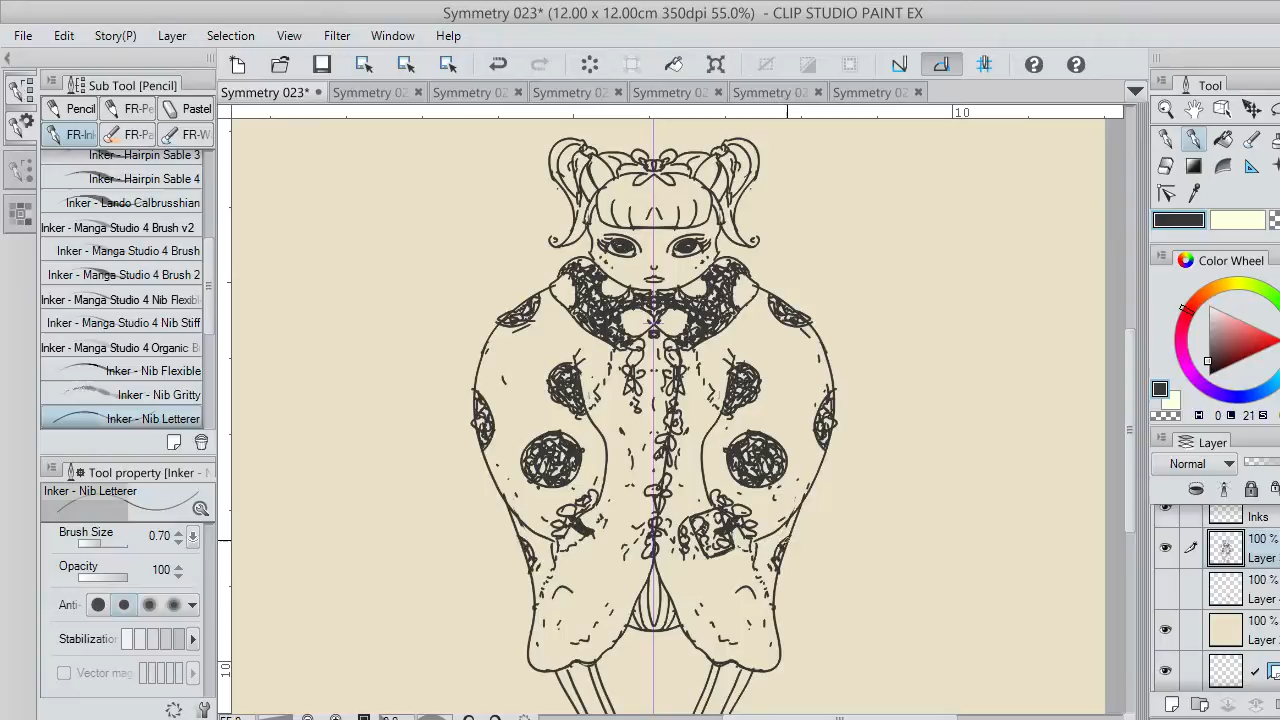 Symmetry 023* (12.00 x 12.00cm 350dpi 55.0%) - CLIP STUDIO PAINT EX
File Edit Story(P) Layer Selection View Filter Window Help
Sub Tool [Pencil]
Tool
Symmetry 023* Symmetry 02 Symmetry 02 Symmetry 02 Symmetry 02 Symmetry 02 Symmetry 02
Pencil FR-Pe Pastel
FR-Ink FR-Pa FR-W
10
Inker - Hairpin Sable 3
Inker - Hairpin Sable 4
Inker - Lando Calbrusshian
Inker - Manga Studio 4 Brush v2
Inker - Manga Studio 4 Brush
Inker - Manga Studio 4 Brush 2
Inker - Manga Studio 4 Nib Flexibl
Inker - Manga Studio 4 Nib Stiff
Inker - Manga Studio 4 Organic B
Inker - Nib Flexible
Inker - Nib Gritty
Inker - Nib Letterer
Color Wheel
H 0 L 21 S
Layer
Normal
Tool property [Inker - N
Inker - Nib Letterer
Brush Size 0.70
Opacity 100
Anti-
Stabilization
Vector mag
Inks
100 %
Layer
100 %
Layer
100 %
Layer
100 %
10